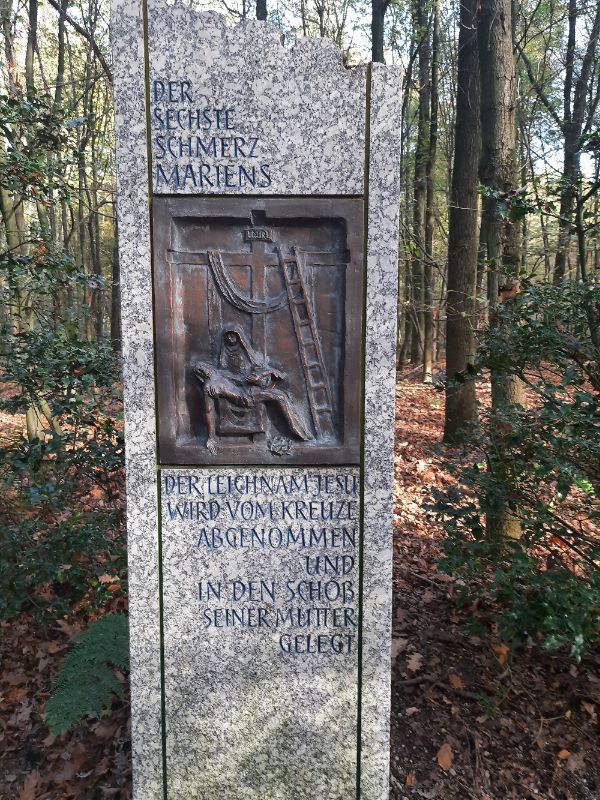 DER
SECHSTE
SCHMERZ
MARIENS
INRI
DER LEICHNAM JESU
WIRD VOM KREUZE
ABGENOMMEN
UND
IN DEN SCHOß
SEINER MUTTER
GELEGT